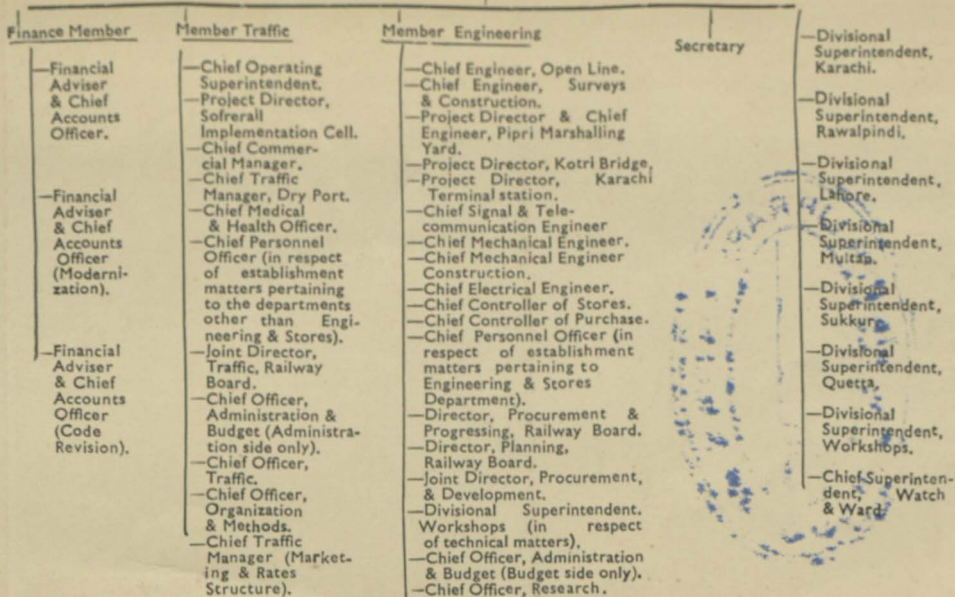 Finance Member
—Financial
Adviser
& Chief
Accounts
Officer.
—Financial
Adviser
& Chief
Accounts
Officer
(Moderni-
zation).
—Financial
Adviser
& Chief
Accounts
Officer
(Code
Revision).
Member Traffic
—Chief Operating
Superintendent.
—Project Director,
Sofrerail
Implementation Cell.
—Chief Commer-
cial Manager.
—Chief Traffic
Manager, Dry Port.
—Chief Medical
& Health Officer.
—Chief Personnel
Officer (in respect
of establishment
matters pertaining
to the departments
other than Engi-
neering & Stores).
—Joint Director,
Traffic, Railway
Board.
—Chief Officer,
Administration &
Budget (Administra-
tion side only).
—Chief Officer,
Traffic.
—Chief Officer,
Organization
& Methods.
—Chief Traffic
Manager (Market-
ing & Rates
Structure).
Member Engineering
—Chief Engineer, Open Line.
—Chief Engineer, Surveys
& Construction.
—Project Director & Chief
Engineer, Pipri Marshalling
Yard.
—Project Director, Kotri Bridge,
—Project Director, Karachi
Terminal station.
—Chief Signal & Tele-
communication Engineer
—Chief Mechanical Engineer.
—Chief Mechanical Engineer
Construction.
—Chief Electrical Engineer.
—Chief Controller of Stores.
—Chief Controller of Purchase.
—Chief Personnel Officer (in
respect of establishment
matters pertaining to
Engineering & Stores
Department).
—Director, Procurement &
Progressing, Railway Board.
—Director, Planning,
Railway Board.
—Joint Director, Procurement,
& Development.
—Divisional Superintendent.
Workshops (in respect
of technical matters),
—Chief Officer, Administration
& Budget (Budget side only).
—Chief Officer, Research.
Secretary
—Divisional
Superintendent,
Karachi.
—Divisional
Superintendent,
Rawalpindi.
—Divisional
Superintendent,
Lahore.
—Divisional
Superintendent,
Multan.
—Divisional
Superintendent,
Sukkur.
—Divisional
Superintendent,
Quetta.
—Divisional
Superintendent,
Workshops.
—Chief Superinten-
dent, Watch
& Ward.